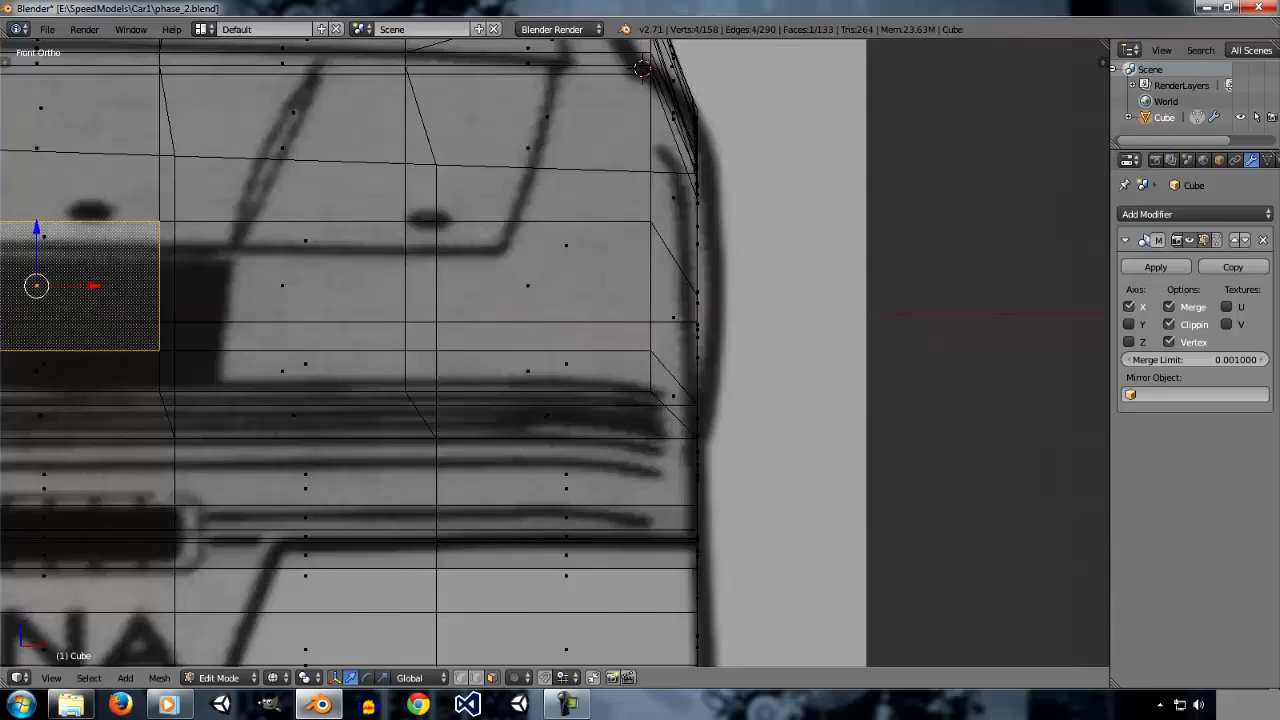 Blender* [E:\SpeedModels\Car1\phase_2.blend]
File Render Window Help Default Scene Blender Render v2.71 | Verts:4/158 | Edges:4/290 | Faces:1/133 | Tris:264 | Mem:23.63M | Cube
Front Ortho
View Search All Scenes
Scene
RenderLayers
World
Cube
Cube
Add Modifier
M
Apply Copy
Axis: Options: Textures:
X Merge U
Y Clippin V
Z Vertex
Merge Limit: 0.001000
Mirror Object:
NA
(1) Cube
View Select Add Mesh Edit Mode Global